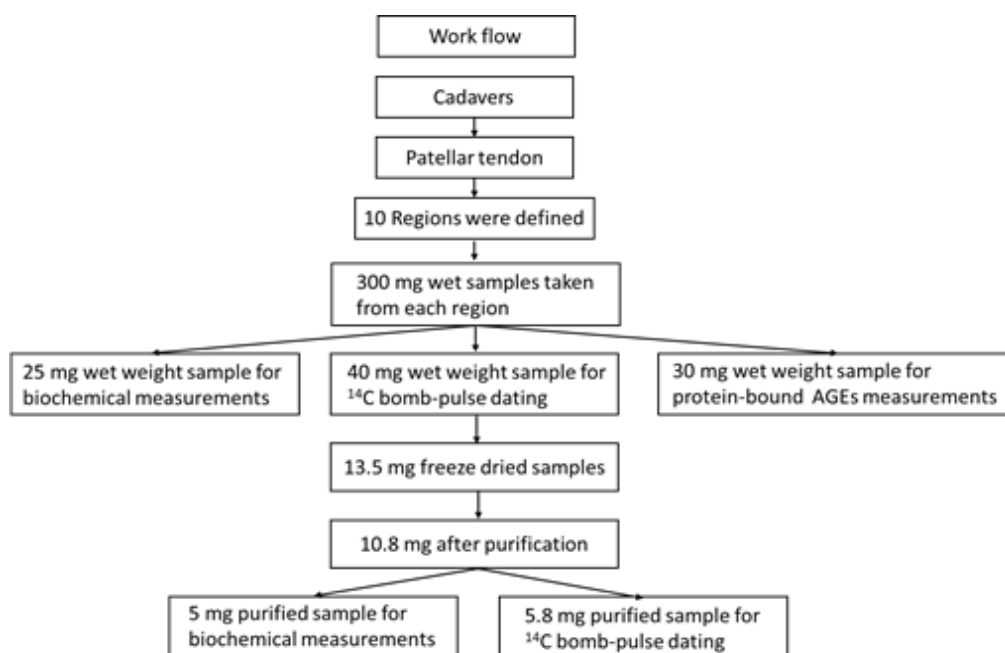 Work flow
Cadavers
Patellar tendon
10 Regions were defined
300 mg wet samples taken
from each region
25 mg wet weight sample for
biochemical measurements
40 mg wet weight sample for
¹⁴C bomb-pulse dating
30 mg wet weight sample for
protein-bound AGEs measurements
13.5 mg freeze dried samples
10.8 mg after purification
5 mg purified sample for
biochemical measurements
5.8 mg purified sample for
¹⁴C bomb-pulse dating